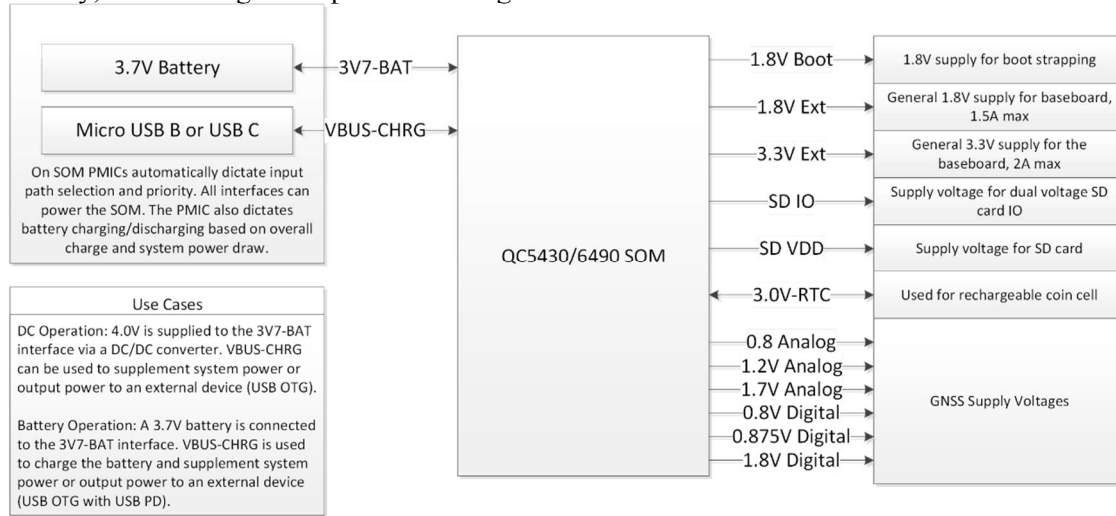 3.7V Battery
3V7-BAT
Micro USB B or USB C
VBUS-CHRG
On SOM PMICs automatically dictate input
path selection and priority. All interfaces can
power the SOM. The PMIC also dictates
battery charging/discharging based on overall
charge and system power draw.
Use Cases
DC Operation: 4.0V is supplied to the 3V7-BAT
interface via a DC/DC converter. VBUS-CHRG
can be used to supplement system power or
output power to an external device (USB OTG).
Battery Operation: A 3.7V battery is connected
to the 3V7-BAT interface. VBUS-CHRG is used
to charge the battery and supplement system
power or output power to an external device
(USB OTG with USB PD).
QC5430/6490 SOM
1.8V Boot
1.8V supply for boot strapping
1.8V Ext
General 1.8V supply for baseboard,
1.5A max
3.3V Ext
General 3.3V supply for the
baseboard, 2A max
SD IO
Supply voltage for dual voltage SD
card IO
SD VDD
Supply voltage for SD card
3.0V-RTC
Used for rechargeable coin cell
0.8 Analog
1.2V Analog
1.7V Analog
0.8V Digital
0.875V Digital
1.8V Digital
GNSS Supply Voltages